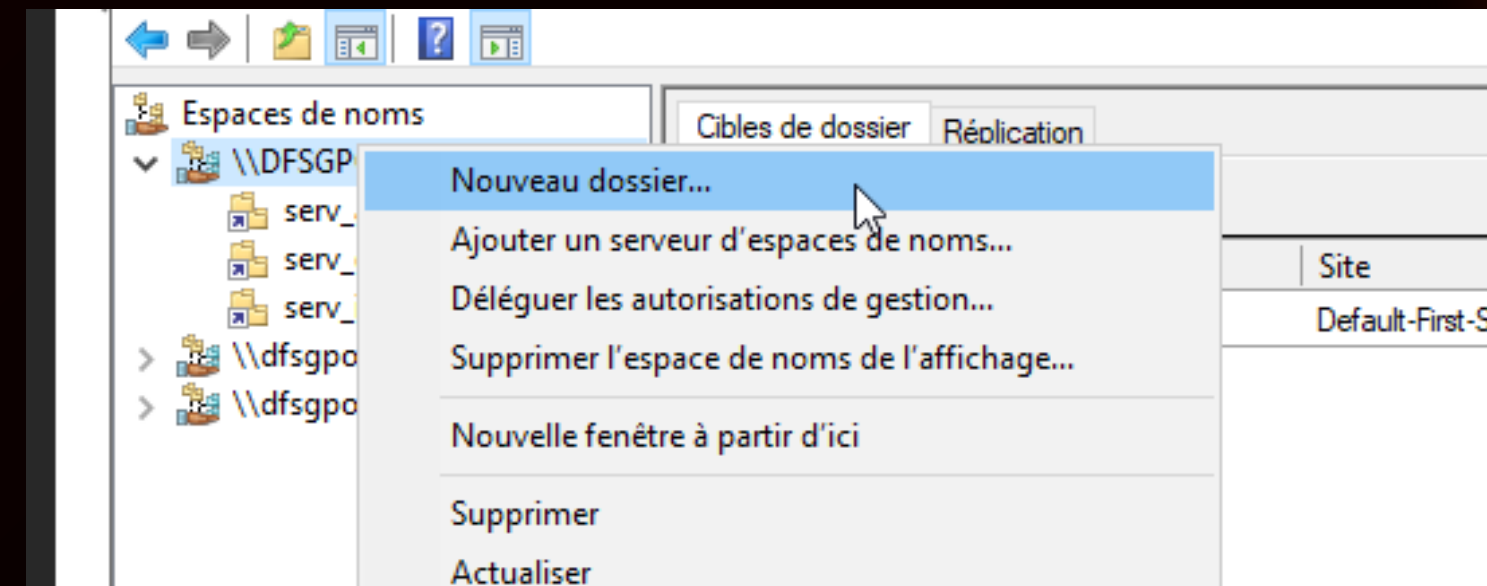 Espaces de noms
Cibles de dossier
Réplication
\\DFSGP
serv_
serv_
serv_
\\dfsgpo
\\dfsgpo
Nouveau dossier...
Ajouter un serveur d'espaces de noms...
Déléguer les autorisations de gestion...
Supprimer l'espace de noms de l'affichage...
Nouvelle fenêtre à partir d'ici
Supprimer
Actualiser
Site
Default-First-S